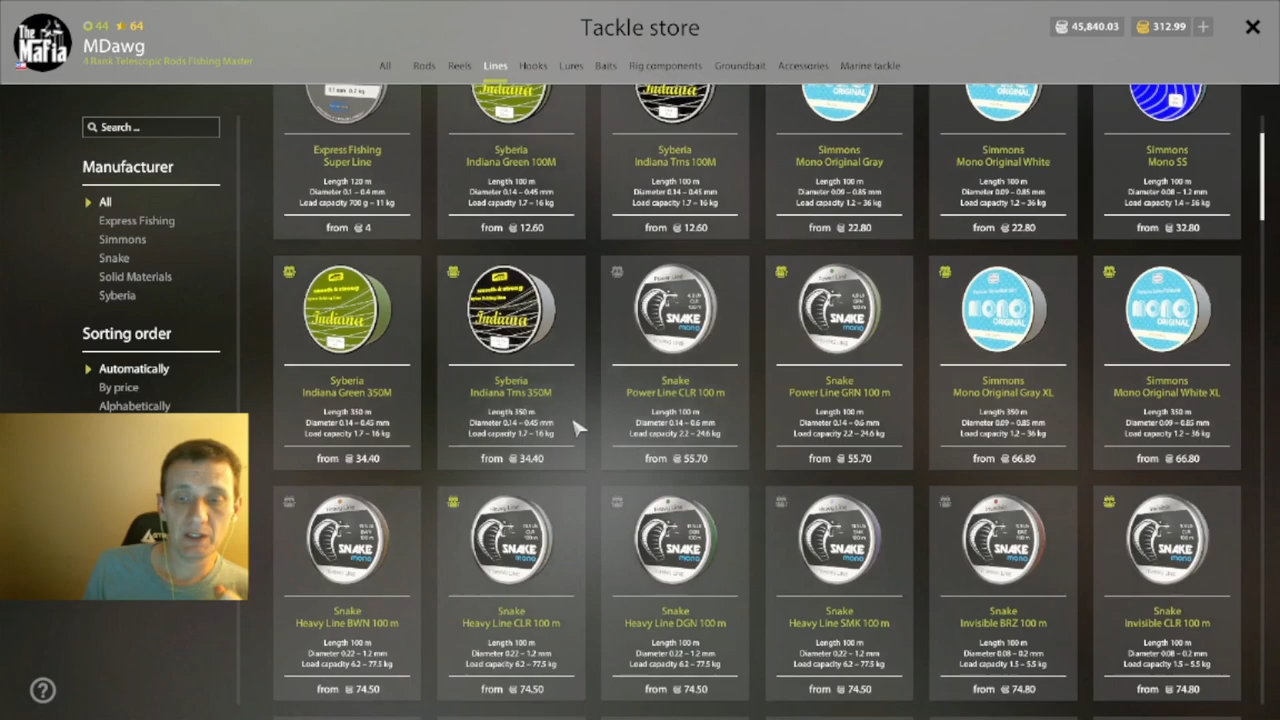 The Mafia
44 64
MDawg
4 Rank Telescopic Rods Fishing Master
Tackle store
45,840.03 312.99 +
All Rods Reels Lines Hooks Lures Baits Rig components Groundbait Accessories Marine tackle
Search ...
Manufacturer
All
Express Fishing
Simmons
Snake
Solid Materials
Syberia
Sorting order
Automatically
By price
Alphabetically
Express Fishing
Super Line
Length 120 m
Diameter 0.1 – 0.4 mm
Load capacity 700 g – 11 kg
from 4
Syberia
Indiana Green 100M
Length 100 m
Diameter 0.14 – 0.45 mm
Load capacity 1.7 – 16 kg
from 12.60
Syberia
Indiana Trns 100M
Length 100 m
Diameter 0.14 – 0.45 mm
Load capacity 1.7 – 16 kg
from 12.60
Simmons
Mono Original Gray
Length 100 m
Diameter 0.09 – 0.85 mm
Load capacity 1.2 – 36 kg
from 22.80
Simmons
Mono Original White
Length 100 m
Diameter 0.09 – 0.85 mm
Load capacity 1.2 – 36 kg
from 22.80
Simmons
Mono SS
Length 100 m
Diameter 0.08 – 1.2 mm
Load capacity 1.4 – 36 kg
from 32.80
Indiana
Syberia
Indiana Green 350M
Length 350 m
Diameter 0.14 – 0.45 mm
Load capacity 1.7 – 16 kg
from 34.40
Indiana
Syberia
Indiana Trns 350M
Length 350 m
Diameter 0.14 – 0.45 mm
Load capacity 1.7 – 16 kg
from 34.40
Power Line
SNAKE
mono
Snake
Power Line CLR 100 m
Length 100 m
Diameter 0.14 – 0.6 mm
Load capacity 2.2 – 24.6 kg
from 55.70
Power Line
SNAKE
mono
Snake
Power Line GRN 100 m
Length 100 m
Diameter 0.14 – 0.6 mm
Load capacity 2.2 – 24.6 kg
from 55.70
MONO
ORIGINAL
Simmons
Mono Original Gray XL
Length 350 m
Diameter 0.09 – 0.85 mm
Load capacity 1.2 – 36 kg
from 66.80
MONO
ORIGINAL
Simmons
Mono Original White XL
Length 350 m
Diameter 0.09 – 0.85 mm
Load capacity 1.2 – 36 kg
from 66.80
Heavy Line
SNAKE
mono
Snake
Heavy Line BWN 100 m
Length 100 m
Diameter 0.22 – 1.2 mm
Load capacity 6.2 – 77.5 kg
from 74.50
Heavy Line
SNAKE
mono
Snake
Heavy Line CLR 100 m
Length 100 m
Diameter 0.22 – 1.2 mm
Load capacity 6.2 – 77.5 kg
from 74.50
Heavy Line
SNAKE
mono
Snake
Heavy Line DGN 100 m
Length 100 m
Diameter 0.22 – 1.2 mm
Load capacity 6.2 – 77.5 kg
from 74.50
Heavy Line
SNAKE
mono
Snake
Heavy Line SMK 100 m
Length 100 m
Diameter 0.22 – 1.2 mm
Load capacity 6.2 – 77.5 kg
from 74.50
Invisible
SNAKE
mono
Snake
Invisible BRZ 100 m
Length 100 m
Diameter 0.08 – 0.2 mm
Load capacity 1.5 – 5.5 kg
from 74.80
Invisible
SNAKE
mono
Snake
Invisible CLR 100 m
Length 100 m
Diameter 0.08 – 0.2 mm
Load capacity 1.5 – 5.5 kg
from 74.80
?